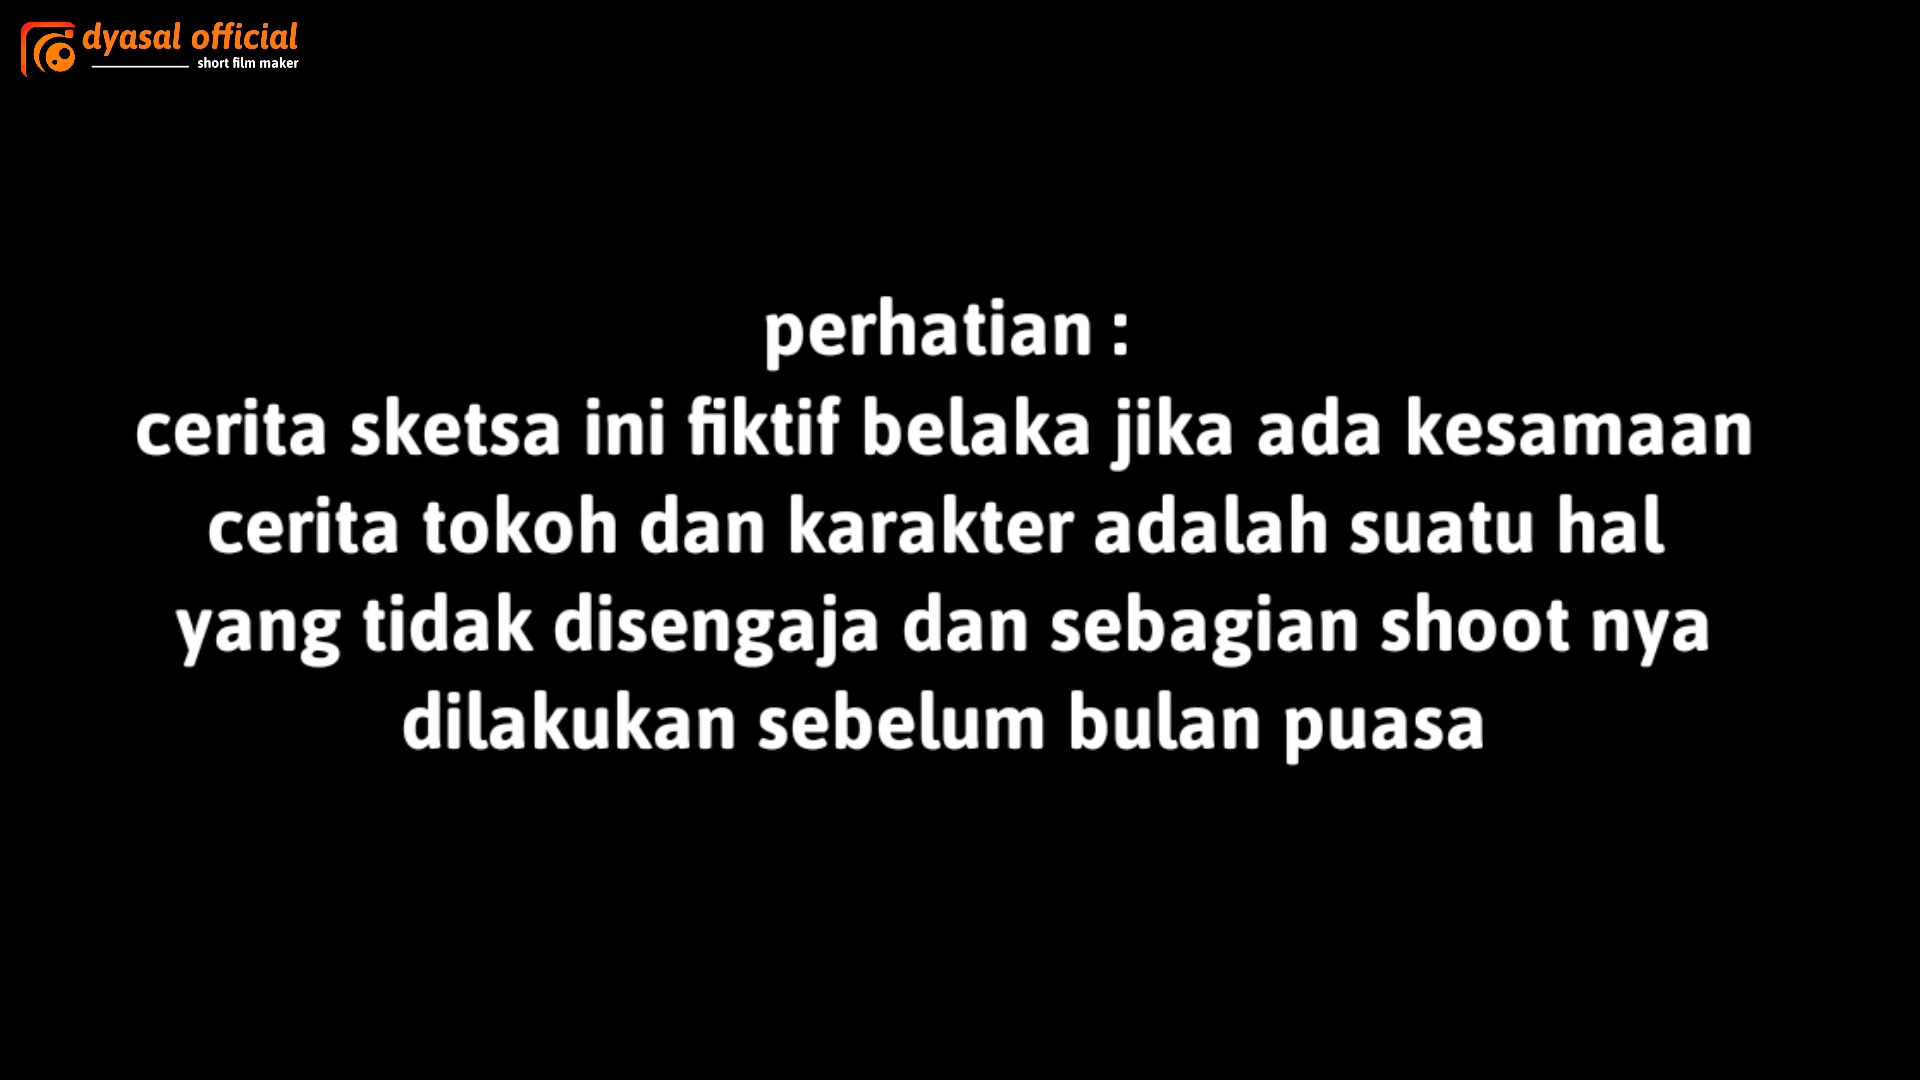 dyasal official
short film maker
perhatian :
cerita sketsa ini fiktif belaka jika ada kesamaan
cerita tokoh dan karakter adalah suatu hal
yang tidak disengaja dan sebagian shoot nya
dilakukan sebelum bulan puasa